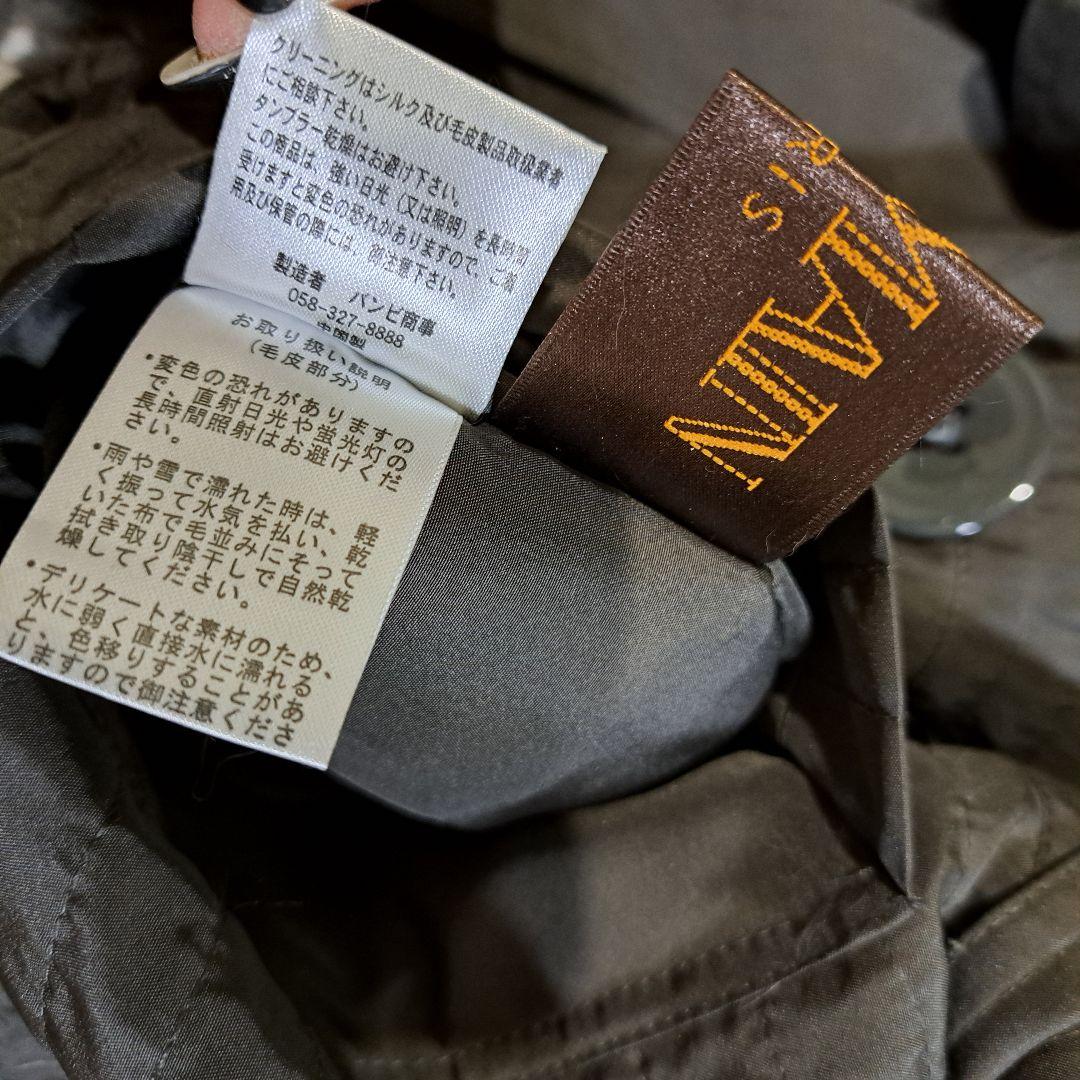 クリーニングはシルク及び毛皮製品取扱業者
にご相談下さい。
タンブラー乾燥はお避け下さい。
この商品は、強い日光(又は照明)を長時間
受けますと変色の恐れがありますので、ご着
用及び保管の際には、御注意下さい。
製造者 バンビ商事
058-327-8888
中国製
お取り扱い説明
(毛皮部分)
・変色の恐れがありますの
で、直射日光や蛍光灯の
長時間照射はお避けくだ
さい。
・雨や雪で濡れた時は、軽
く振って水気を払い、乾
いた布で毛並みにそって
拭き取り陰干しで自然乾
燥してください。
・デリケートな素材のため、
水に弱く直接水に濡れる
と、色移りすることがあ
りますので御注意くださ